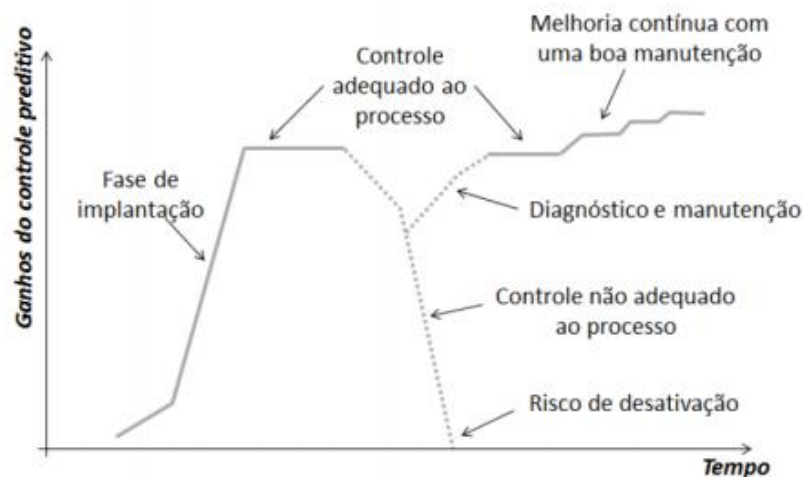 Melhoria contínua com
uma boa manutenção
Controle
adequado ao
processo
Fase de
implantação
Diagnóstico e manutenção
Controle não adequado
ao processo
Risco de desativação
Ganhos do controle preditivo
Tempo